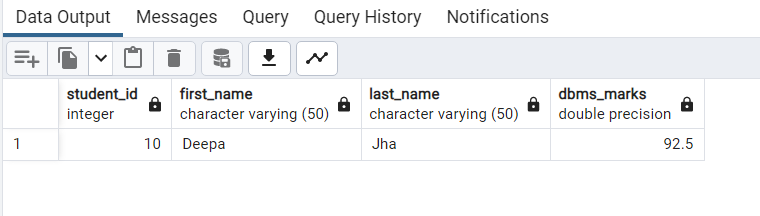 Data Output Messages Query Query History Notifications
student_id first_name last_name dbms_marks
integer character varying (50) character varying (50) double precision
1 10 Deepa Jha 92.5